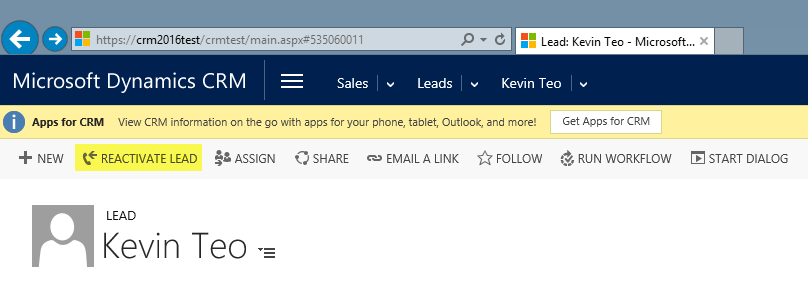 https://crm2016test/crmtest/main.aspx#535060011
Lead: Kevin Teo - Microsoft...
Microsoft Dynamics CRM
Sales
Leads
Kevin Teo
Apps for CRM View CRM information on the go with apps for your phone, tablet, Outlook, and more! Get Apps for CRM
NEW REACTIVATE LEAD ASSIGN SHARE EMAIL A LINK FOLLOW RUN WORKFLOW START DIALOG
LEAD
Kevin Teo